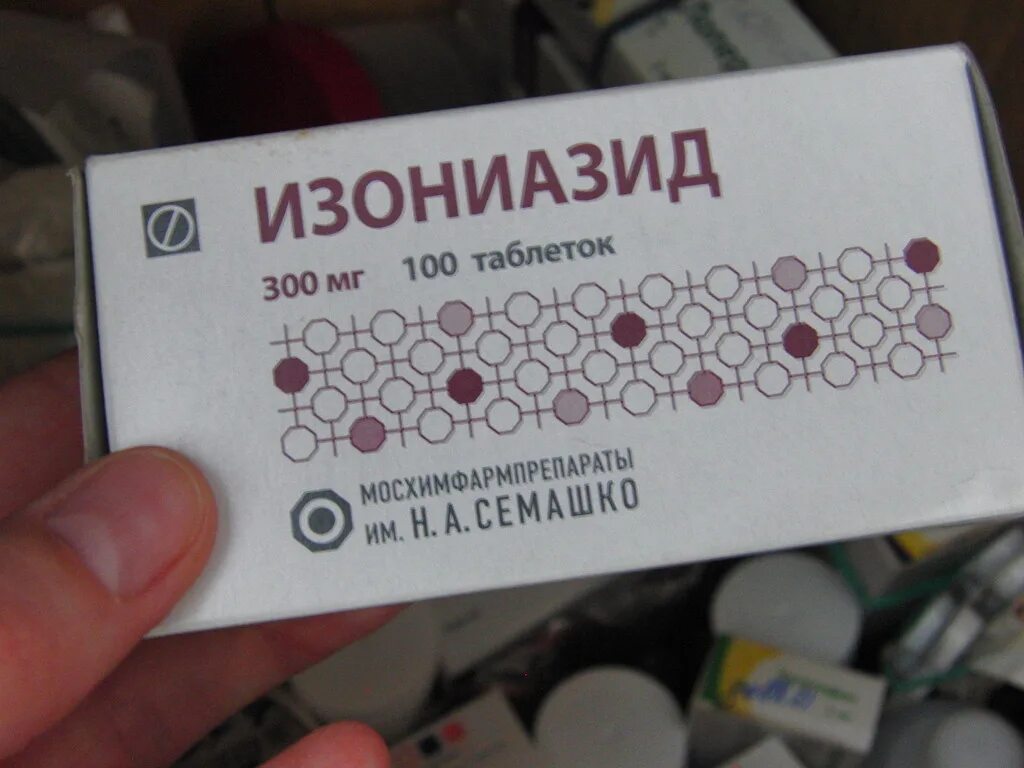 ИЗОНИАЗИД
300 мг 100 таблеток
МОСХИМФАРМПРЕПАРАТЫ
ИМ. Н. А. СЕМАШКО